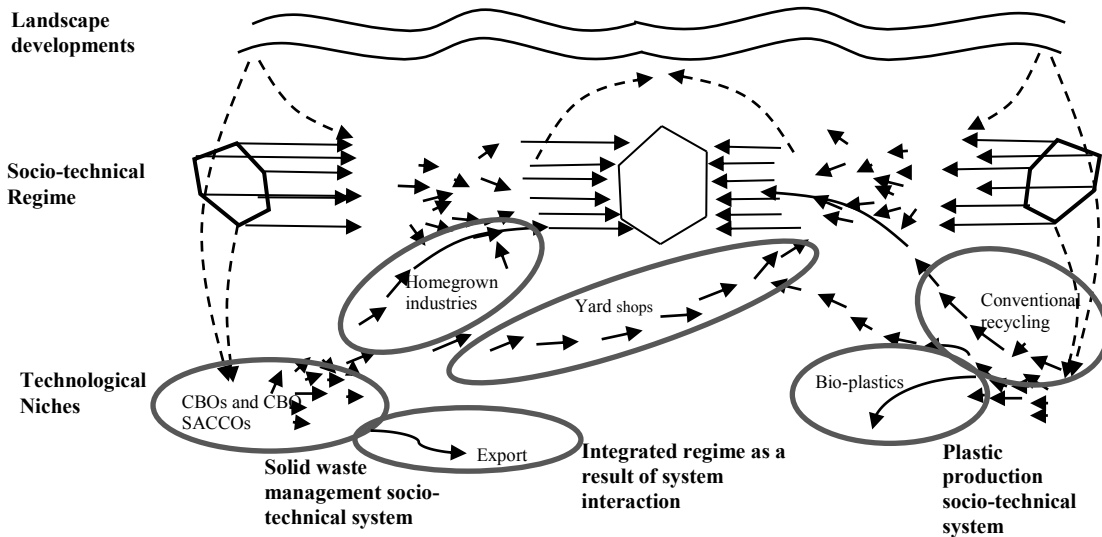 Landscape
developments
Socio-technical
Regime
Homegrown
industries
Yard shops
Conventional
recycling
Technological
Niches
CBOs and CBO
SACCOs
Bio-plastics
Export
Solid waste
management socio-
technical system
Integrated regime as a
result of system
interaction
Plastic
production
socio-technical
system